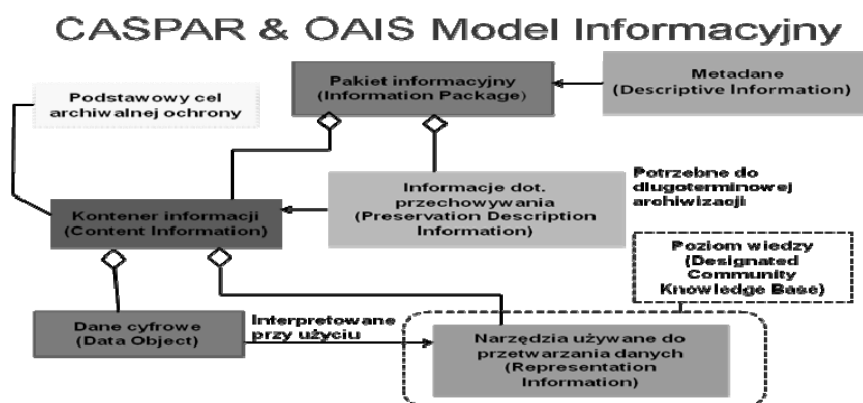 CASPAR & OAIS Model Informacyjny
Pakiet informacyjny
(Information Package)
Metadane
(Descriptive Information)
Podstawowy cel
archiwalnej ochrony
Informacje dot.
przechowywania
(Preservation Description
Information)
Potrzebne do
długoterminowej
archiwizacji
Kontener informacji
(Content Information)
Poziom wiedzy
(Designated
Community
Knowledge Base)
Dane cyfrowe
(Data Object)
Interpretowane
przy użyciu
Narzędzia używane do
przetwarzania danych
(Representation
Information)